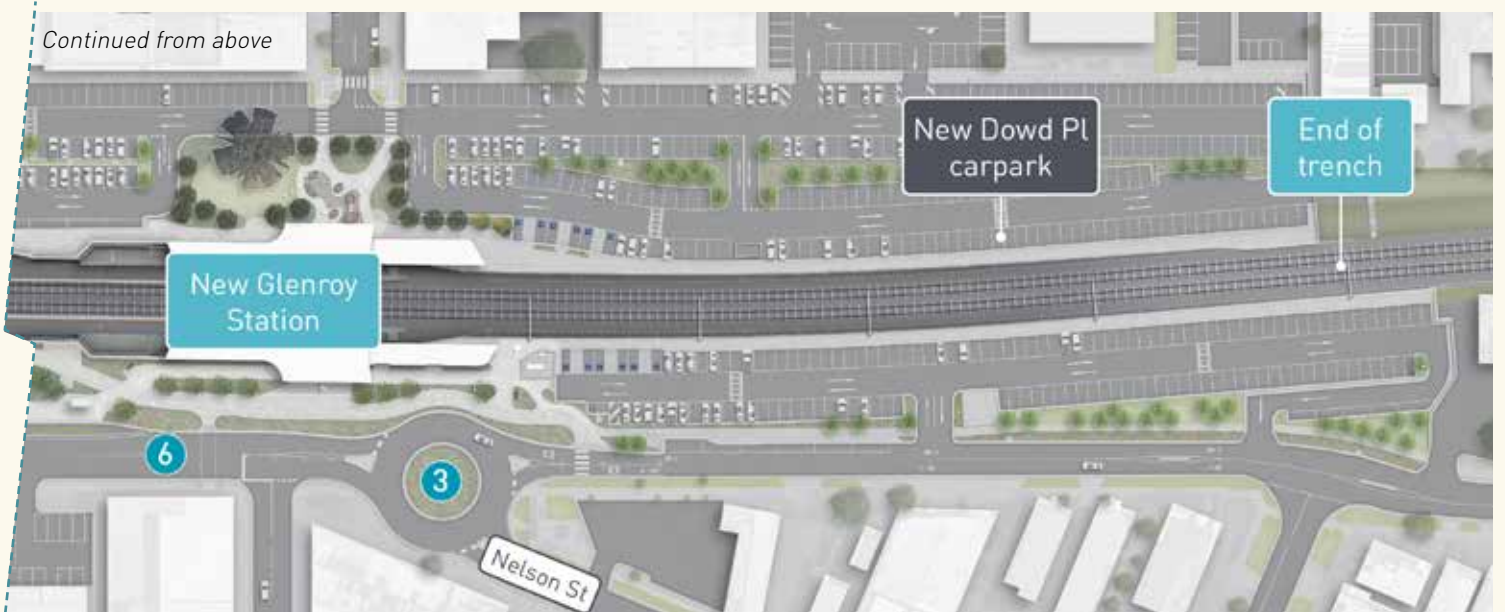 Continued from above
New Dowd Pl
carpark
End of
trench
New Glenroy
Station
6
3
Nelson St